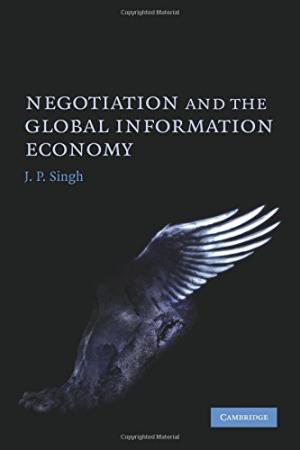 NEGOTIATION AND THE
GLOBAL INFORMATION
ECONOMY
J. P. Singh
CAMBRIDGE